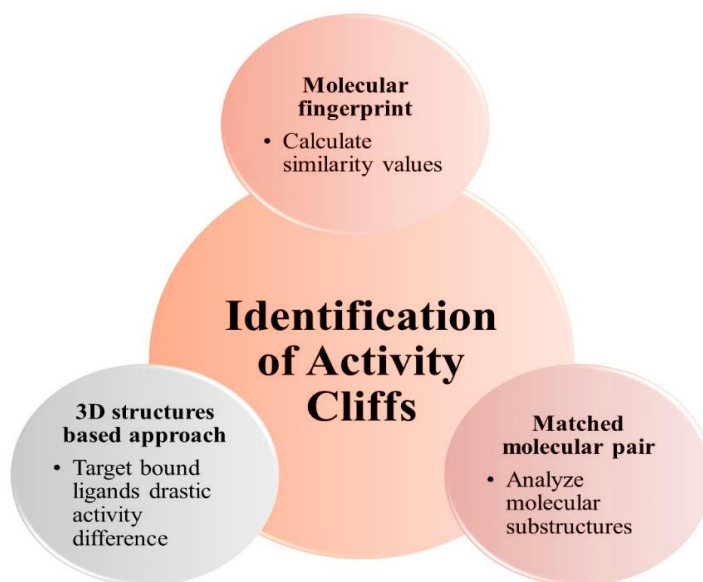 Molecular
fingerprint
• Calculate
similarity values
Identification
of Activity
Cliffs
3D structures
based approach
• Target bound
ligands drastic
activity
difference
Matched
molecular pair
• Analyze
molecular
substructures